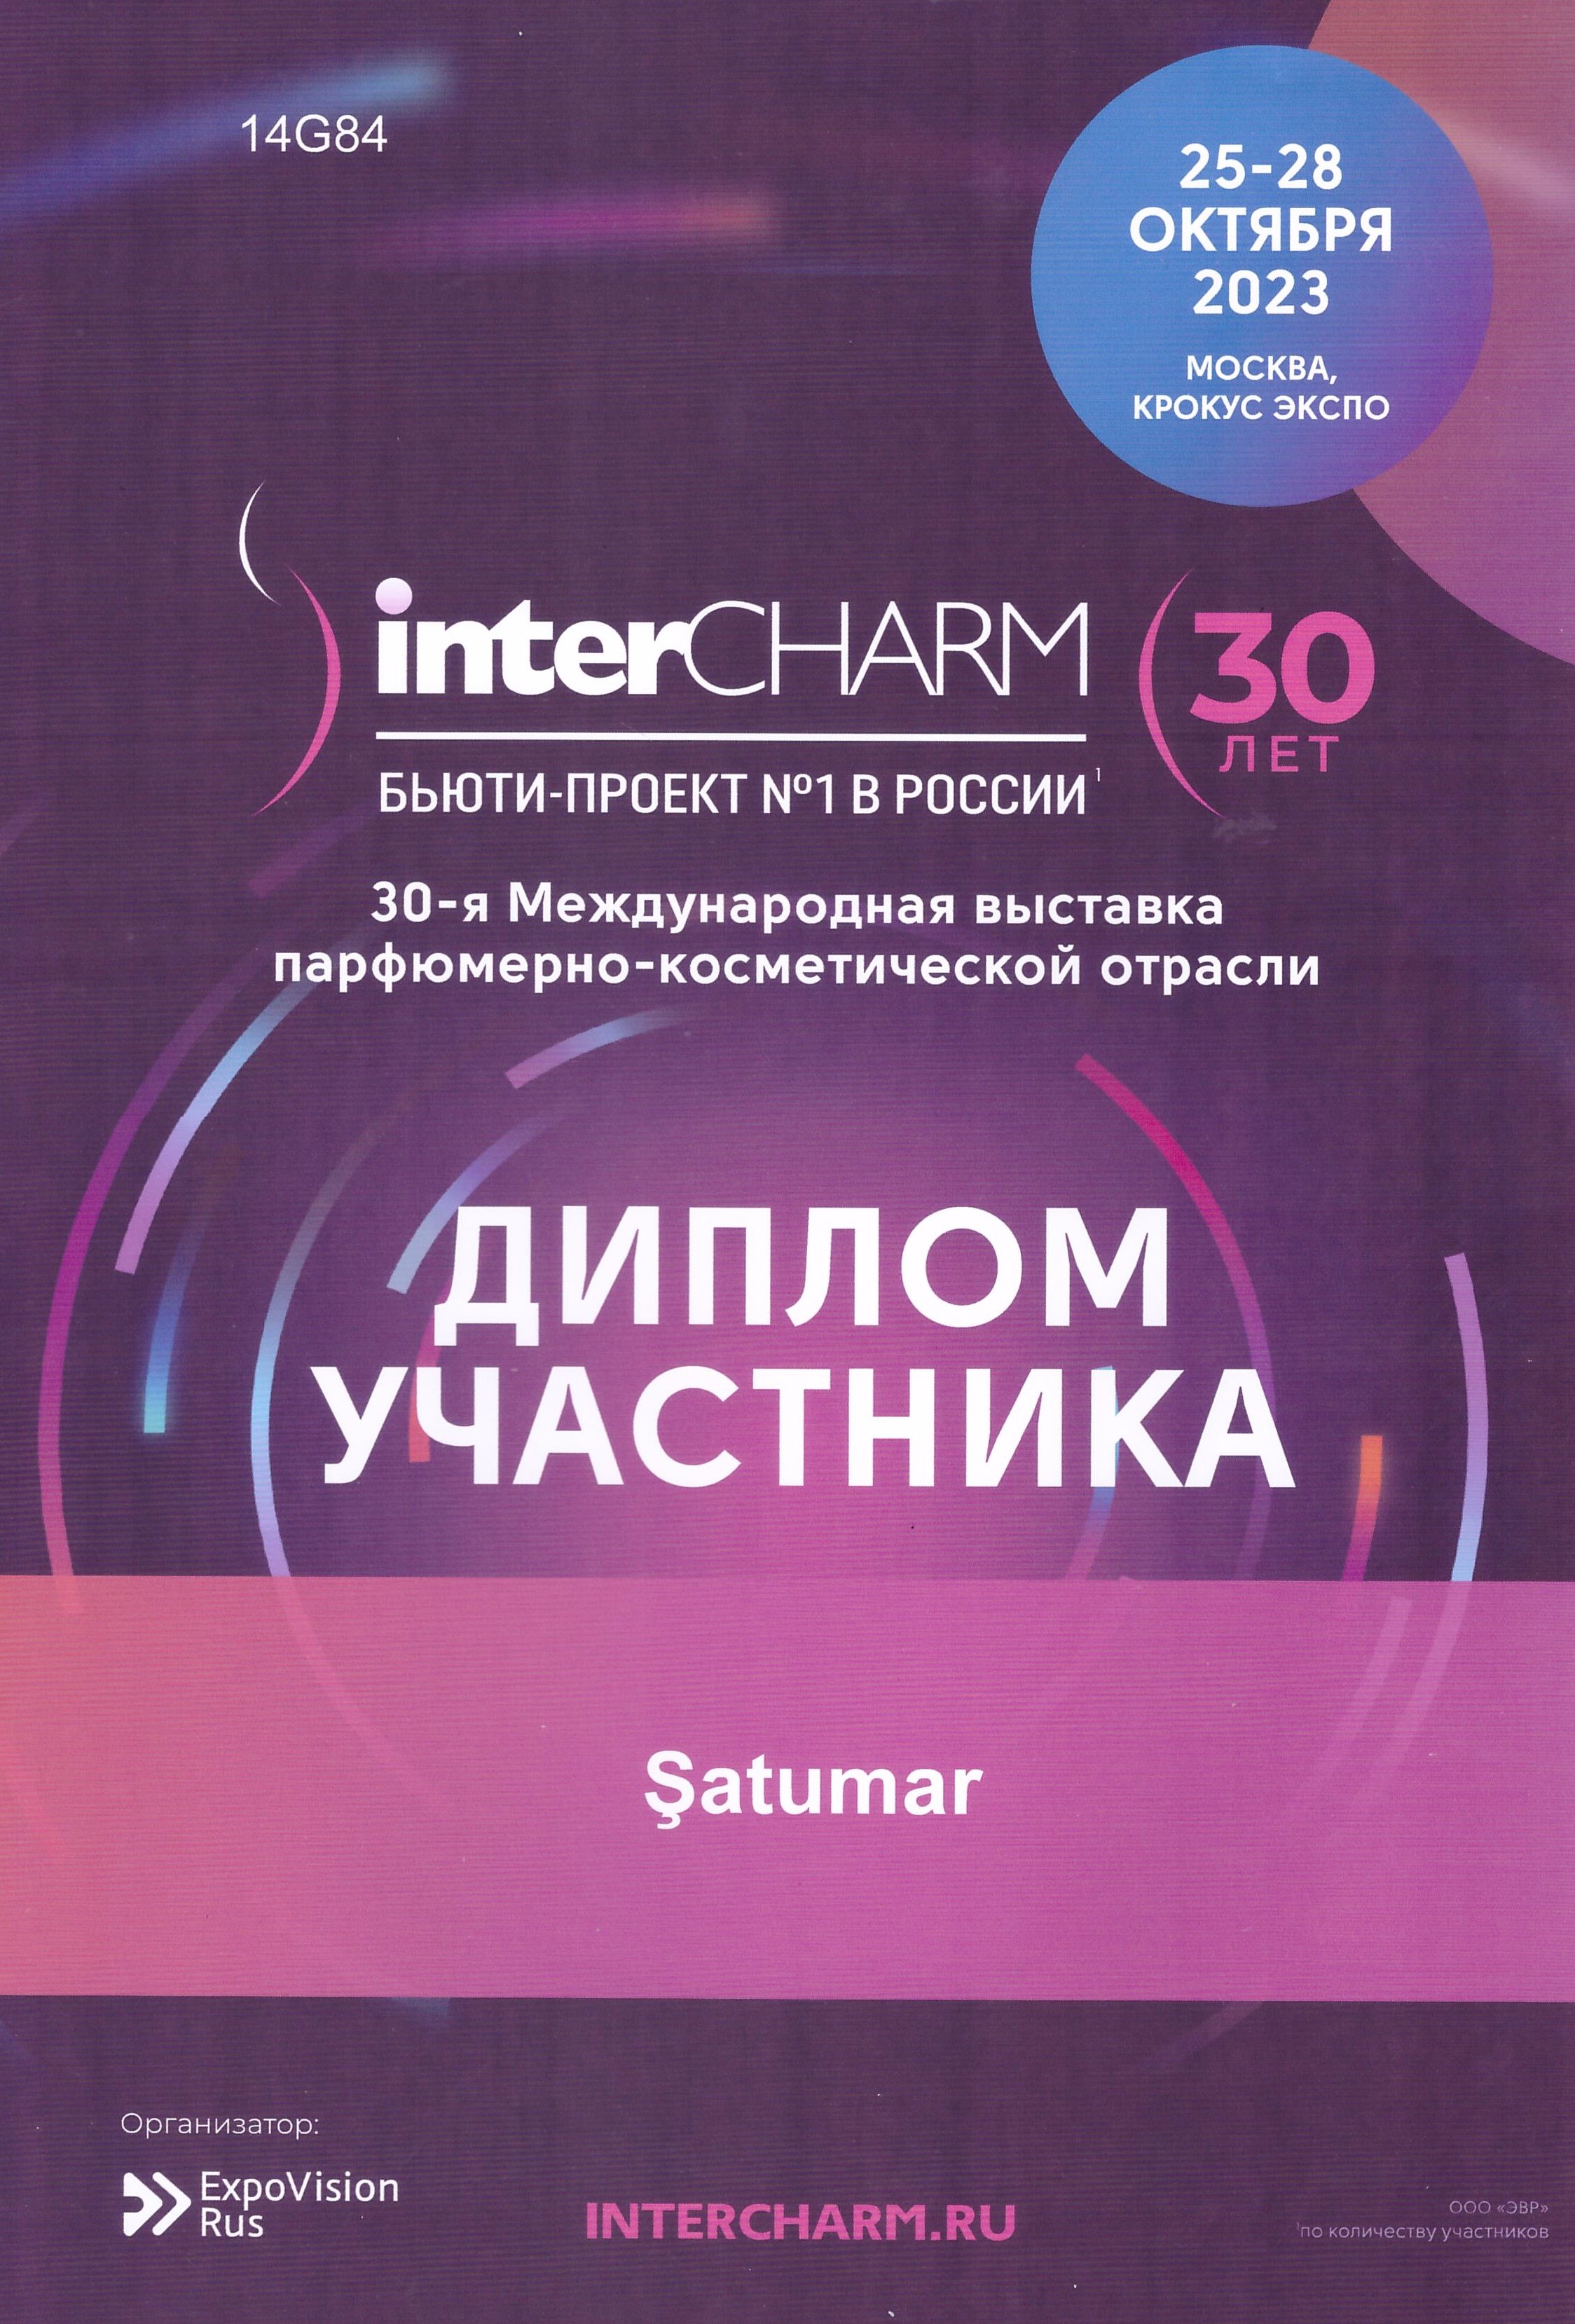 14G84
25-28
ОКТЯБРЯ
2023
МОСКВА,
КРОКУС ЭКСПО
interCHARM
30
ЛЕТ
БЬЮТИ-ПРОЕКТ №1 В РОССИИ¹
30-я Международная выставка
парфюмерно-косметической отрасли
ДИПЛОМ
УЧАСТНИКА
Şatumar
Организатор:
ExpoVision
Rus
INTERCHARM.RU
ООО «ЭВР»
¹по количеству участников